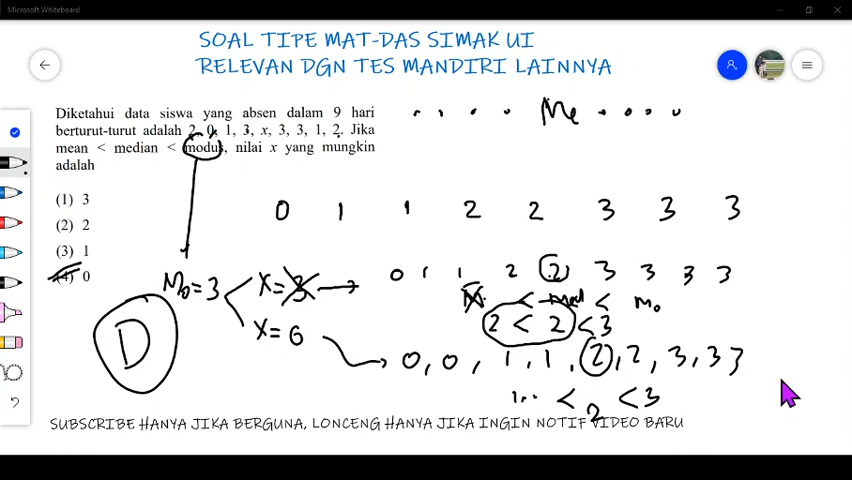 Microsoft Whiteboard
SOAL TIPE MAT-DAS SIMAK UI
RELEVAN DGN TES MANDIRI LAINNYA
Diketahui data siswa yang absen dalam 9 hari
berturut-turut adalah 2, 0, 1, 3, x, 3, 3, 1, 2. Jika
mean < median < modus, nilai x yang mungkin
adalah
(1) 3
(2) 2
(3) 1
(4) 0
Me
0 1 1 2 2 3 3 3
Mo = 3
x = 3
0 1 1 2 2 3 3 3 3
< med < Mo
2 < 2 < 3
x = 0
0, 0, 1, 1, 2, 2, 3, 3 3
1,.. < 2 < 3
D
SUBSCRIBE HANYA JIKA BERGUNA, LONCENG HANYA JIKA INGIN NOTIF VIDEO BARU